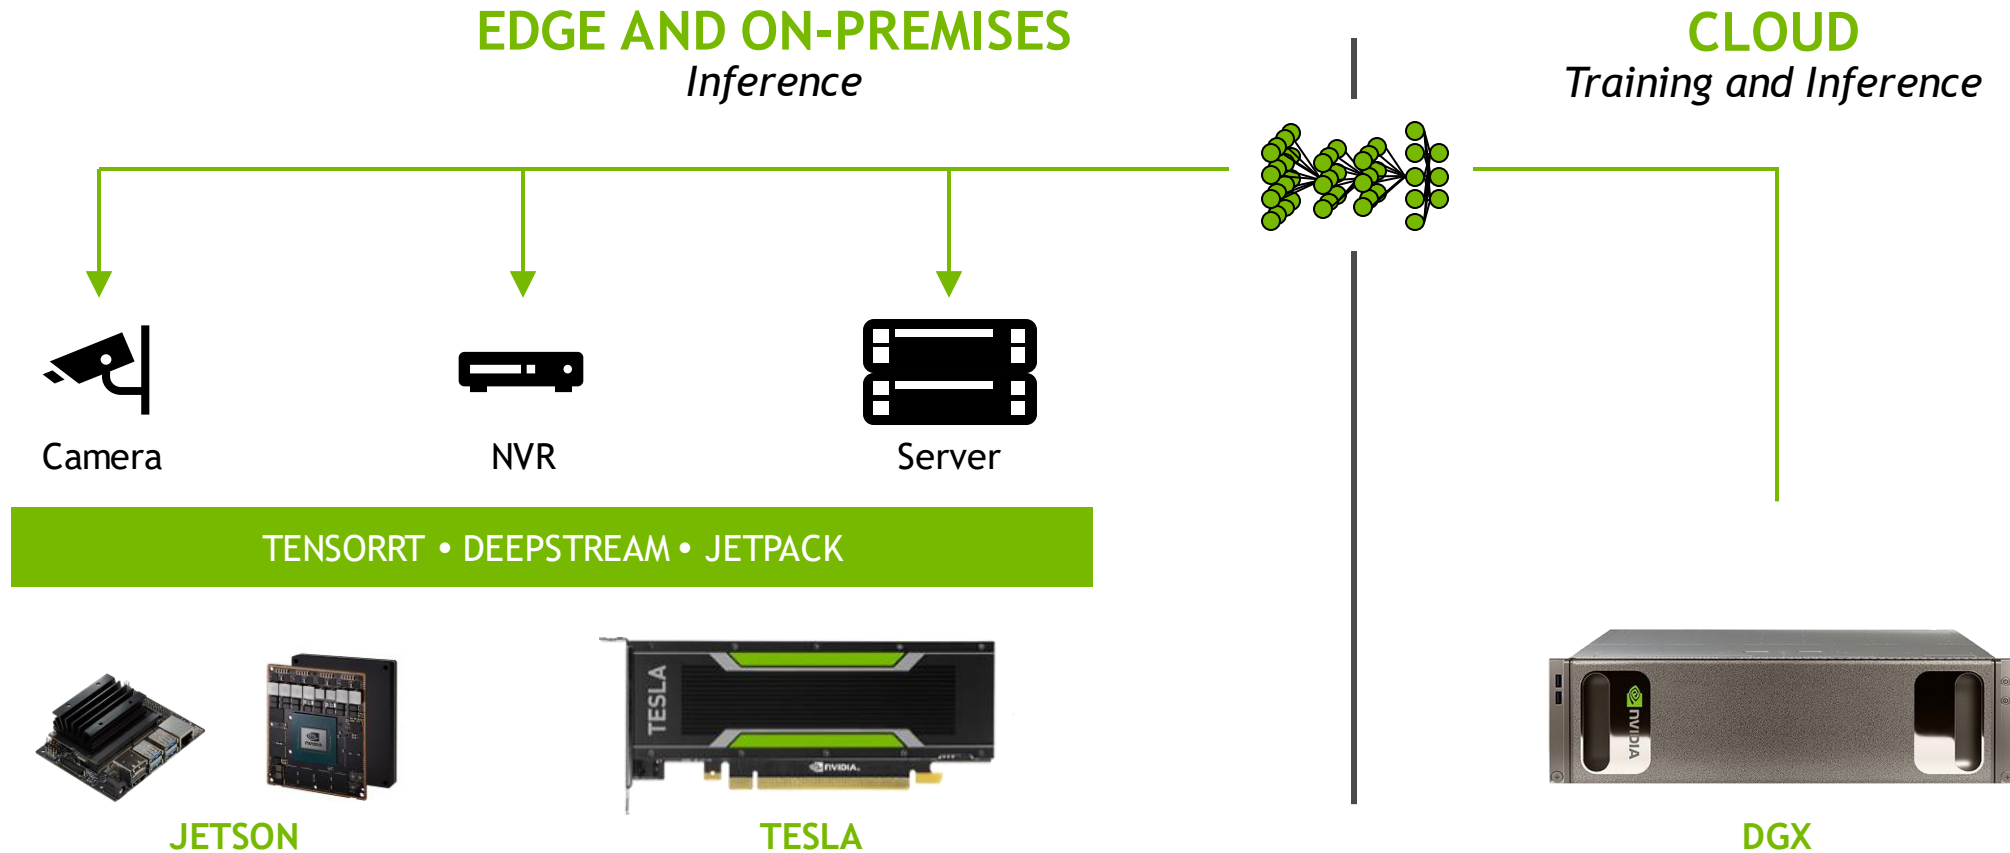 EDGE AND ON-PREMISES
Inference
CLOUD
Training and Inference
Camera
NVR
Server
TENSORRT • DEEPSTREAM • JETPACK
NVIDIA
TESLA
NVIDIA.
NVIDIA
JETSON
TESLA
DGX